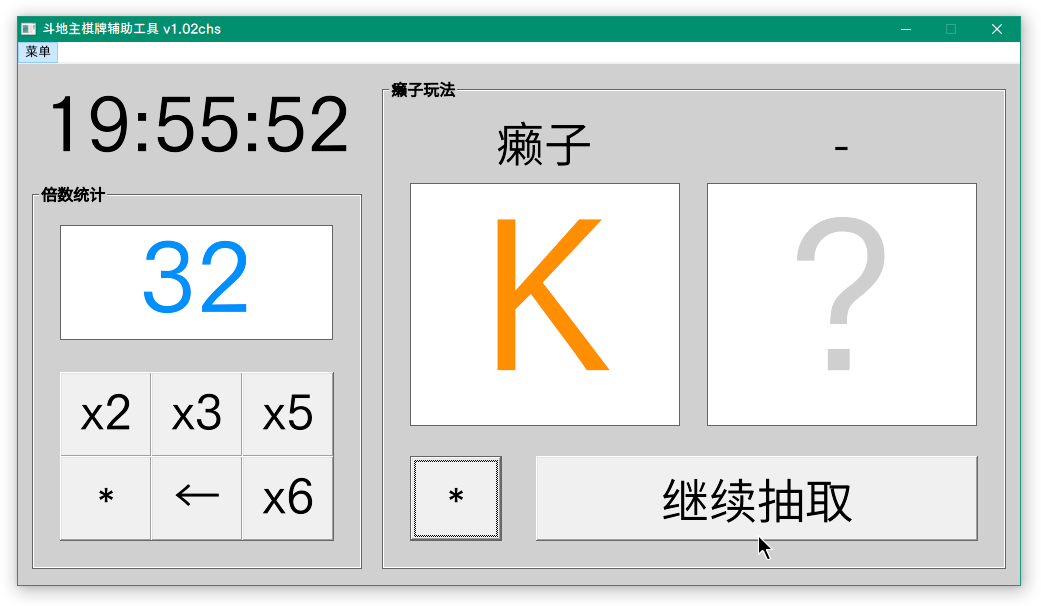 斗地主棋牌辅助工具 v1.02chs
菜单
19:55:52
倍数统计
32
x2 x3 x5
* ← x6
癞子玩法
癞子 -
K ?
* 继续抽取